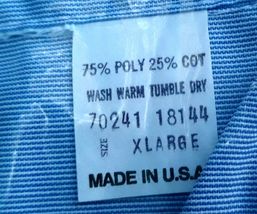 75% POLY 25% COT
WASH WARM TUMBLE DRY
70241 18144
SIZE XLARGE
MADE IN U.S.A